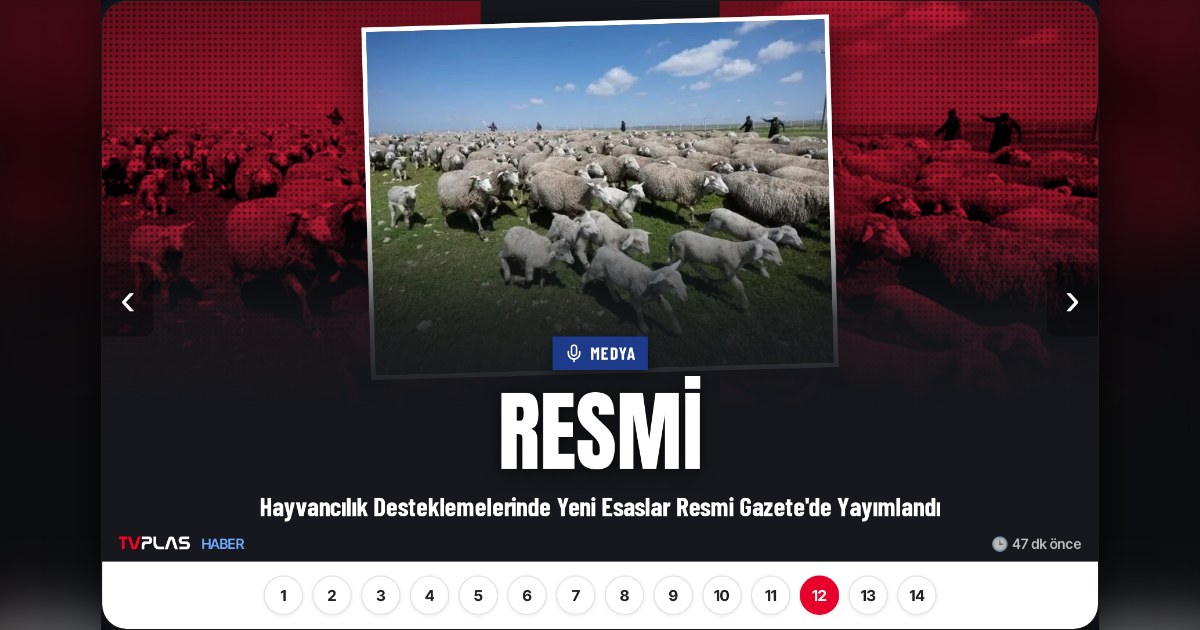 MEDYA
RESMİ
Hayvancılık Desteklemelerinde Yeni Esaslar Resmi Gazete'de Yayımlandı
TVPLAS HABER
47 dk önce
1 2 3 4 5 6 7 8 9 10 11 12 13 14